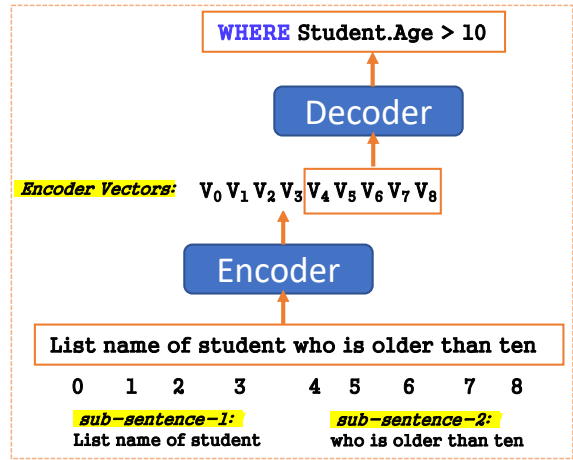 WHERE Student.Age > 10
Decoder
Encoder Vectors: V0 V1 V2 V3 V4 V5 V6 V7 V8
Encoder
List name of student who is older than ten
0 1 2 3 4 5 6 7 8
sub-sentence-1: sub-sentence-2:
List name of student who is older than ten